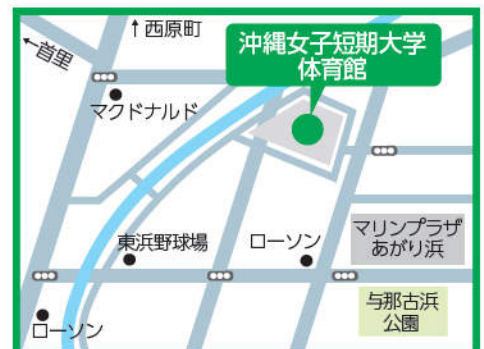 ↑西原町
←首里
沖縄女子短期大学
体育館
マクドナルド
東浜野球場
ローソン
マリンプラザ
あがり浜
与那古浜
公園
ローソン